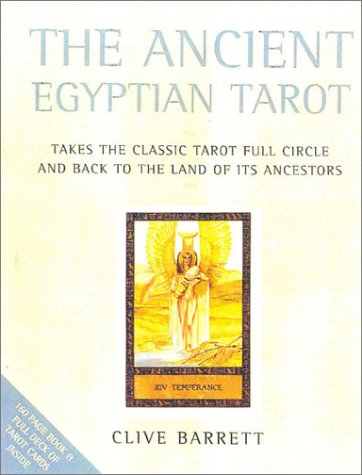 THE ANCIENT
EGYPTIAN TAROT
TAKES THE CLASSIC TAROT FULL CIRCLE
AND BACK TO THE LAND OF ITS ANCESTORS
XIV TEMPERANCE
160 PAGE BOOK &
FULL DECK OF
TAROT CARDS
INSIDE
CLIVE BARRETT